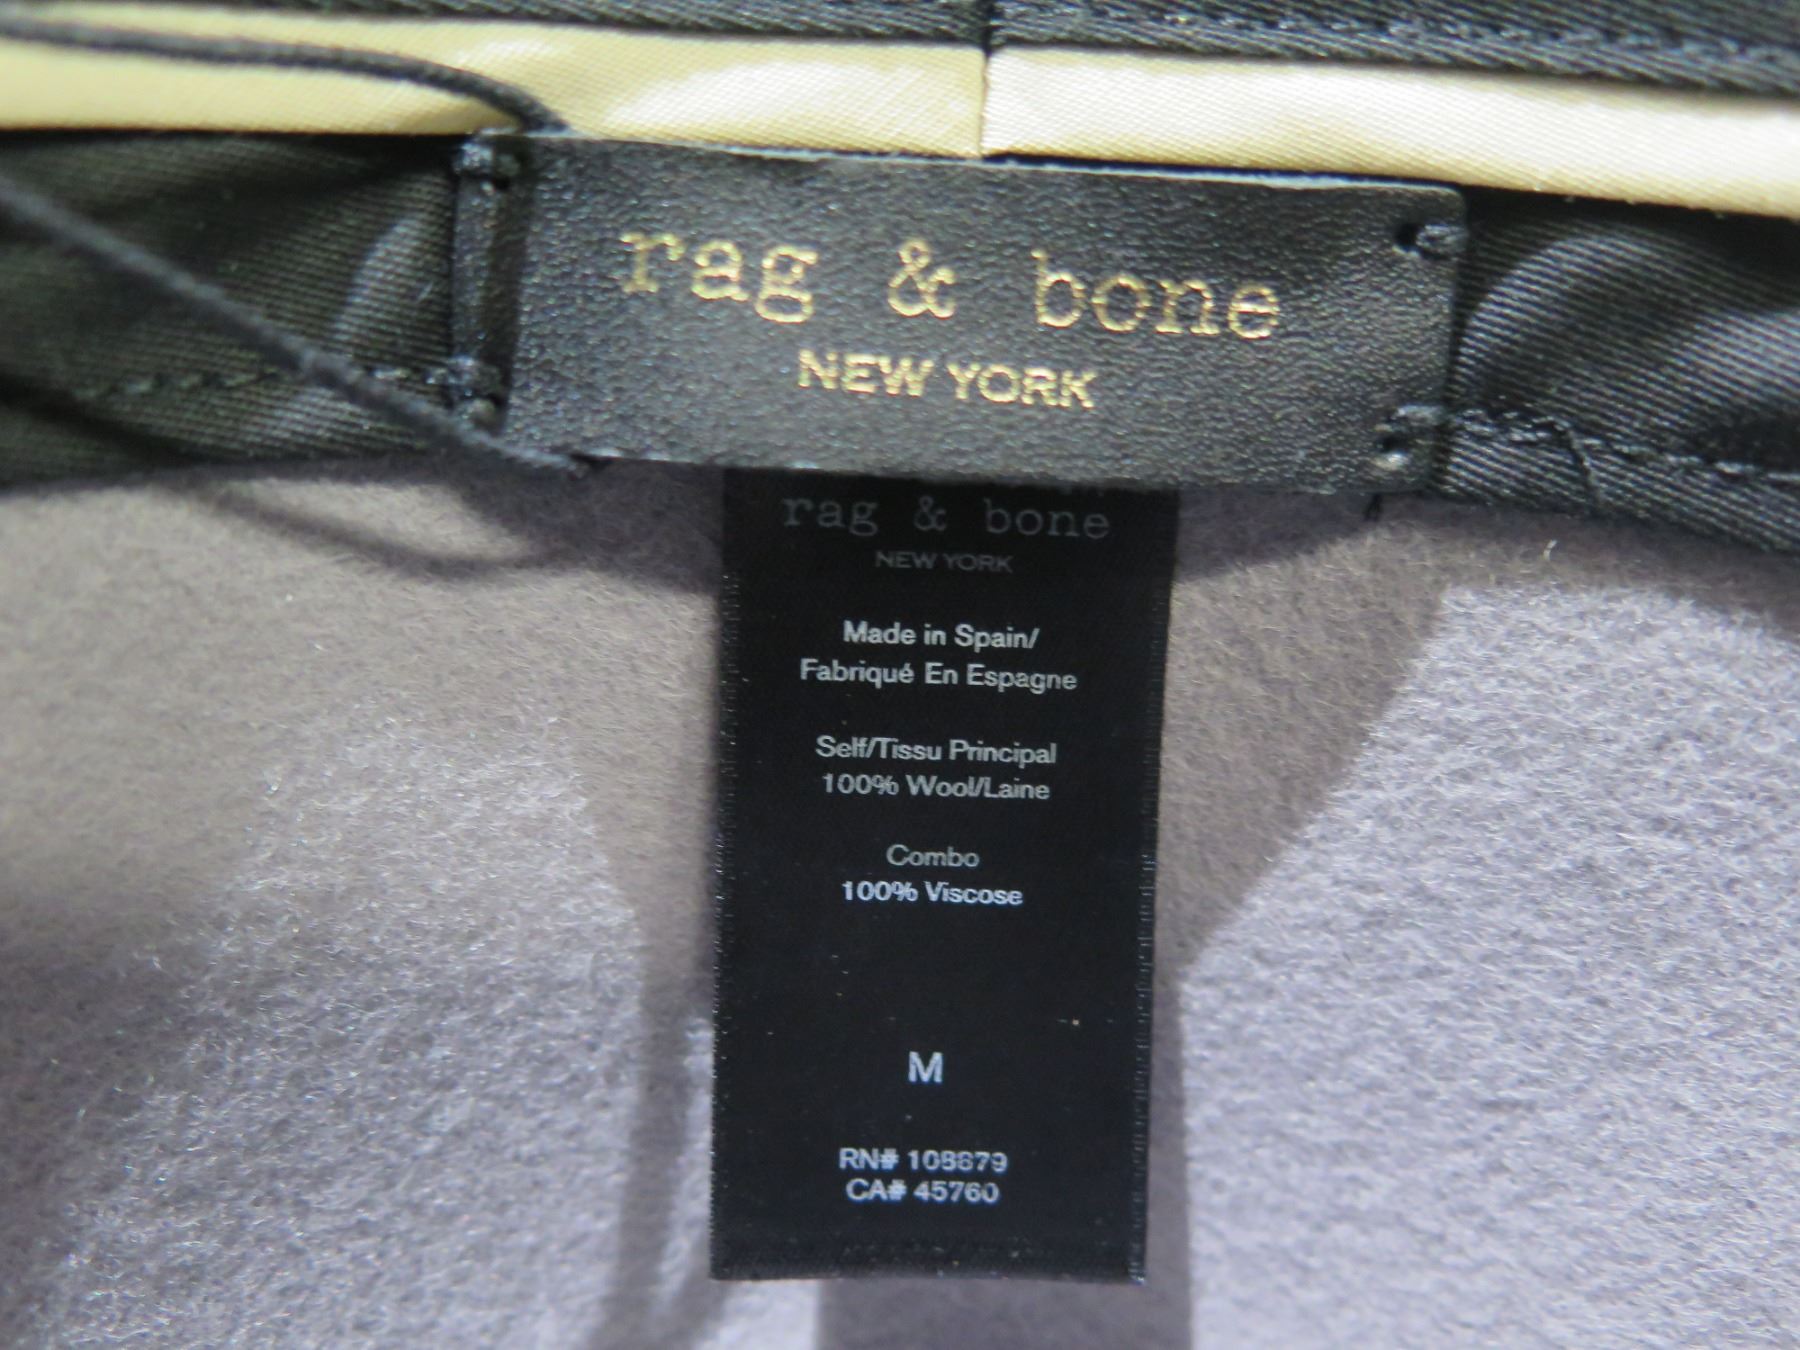 rag & bone
NEW YORK
rag & bone
NEW YORK
Made in Spain/
Fabriqué En Espagne
Self/Tissu Principal
100% Wool/Laine
Combo
100% Viscose
M
RN# 108679
CA# 45760